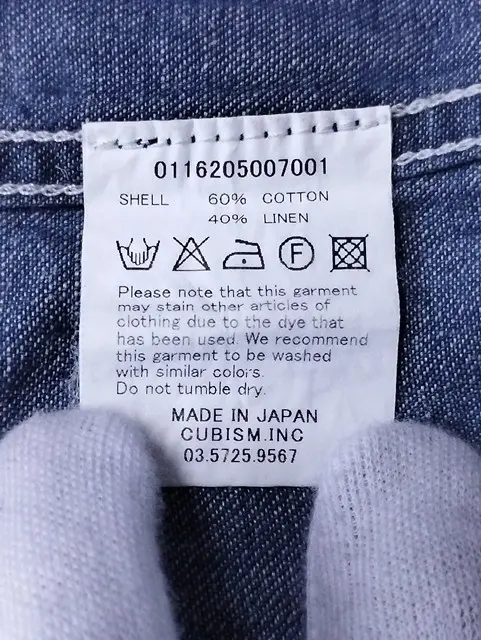 0116205007001
SHELL 60% COTTON
40% LINEN
F
Please note that this garment
may stain other articles of
clothing due to the dye that
has been used. We recommend
this garment to be washed
with similar colors.
Do not tumble dry.
MADE IN JAPAN
CUBISM.INC
03.5725.9567